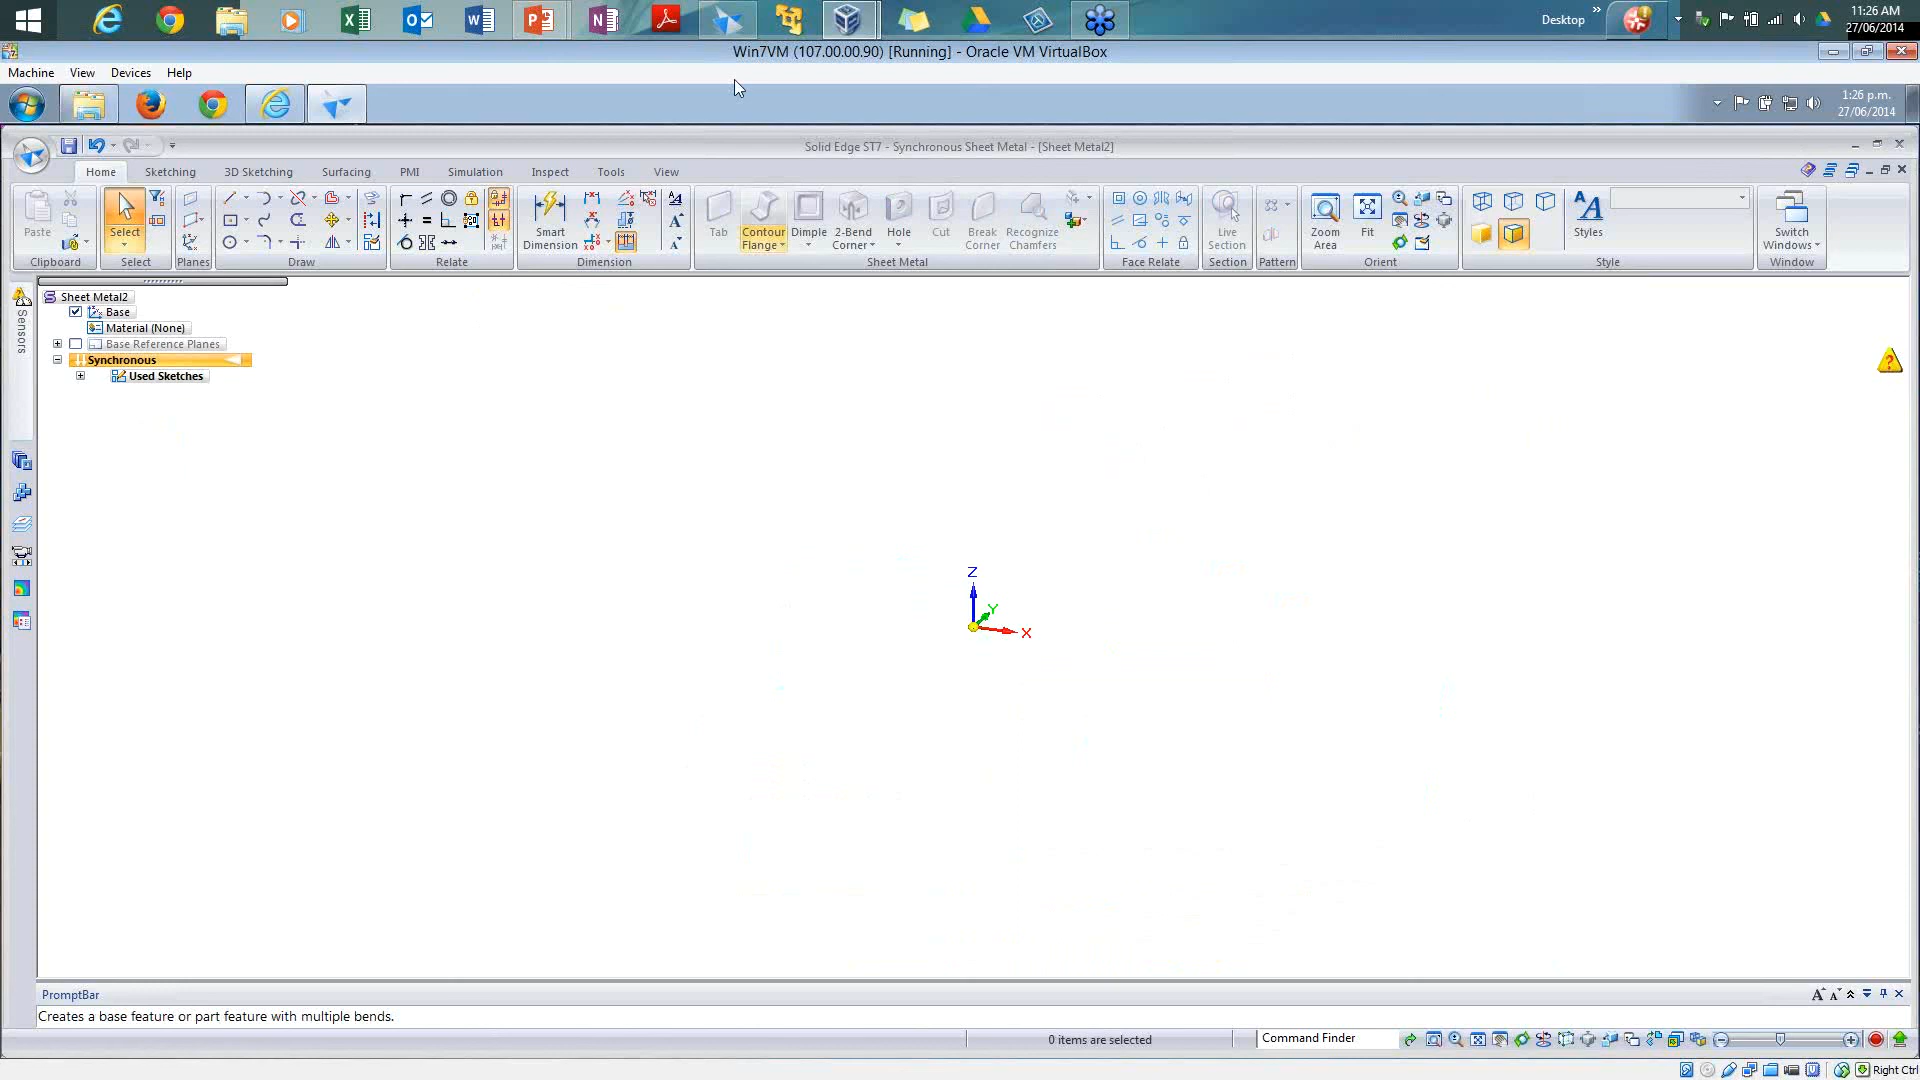 Desktop
11:26 AM
27/06/2014
Win7VM (107.00.00.90) [Running] - Oracle VM VirtualBox
Machine View Devices Help
1:26 p.m.
27/06/2014
Solid Edge ST7 - Synchronous Sheet Metal - [Sheet Metal2]
Home Sketching 3D Sketching Surfacing PMI Simulation Inspect Tools View
Paste
Select
Smart Dimension
Tab
Contour Flange
Dimple
2-Bend Corner
Hole
Cut
Break Corner
Recognize Chamfers
Live Section
Zoom Area
Fit
Styles
Switch Windows
Clipboard Select Planes Draw Relate Dimension Sheet Metal Face Relate Section Pattern Orient Style Window
Sensors
Sheet Metal2
Base
Material (None)
Base Reference Planes
Synchronous
Used Sketches
Z
Y
X
PromptBar
Creates a base feature or part feature with multiple bends.
0 items are selected
Command Finder
Right Ctrl